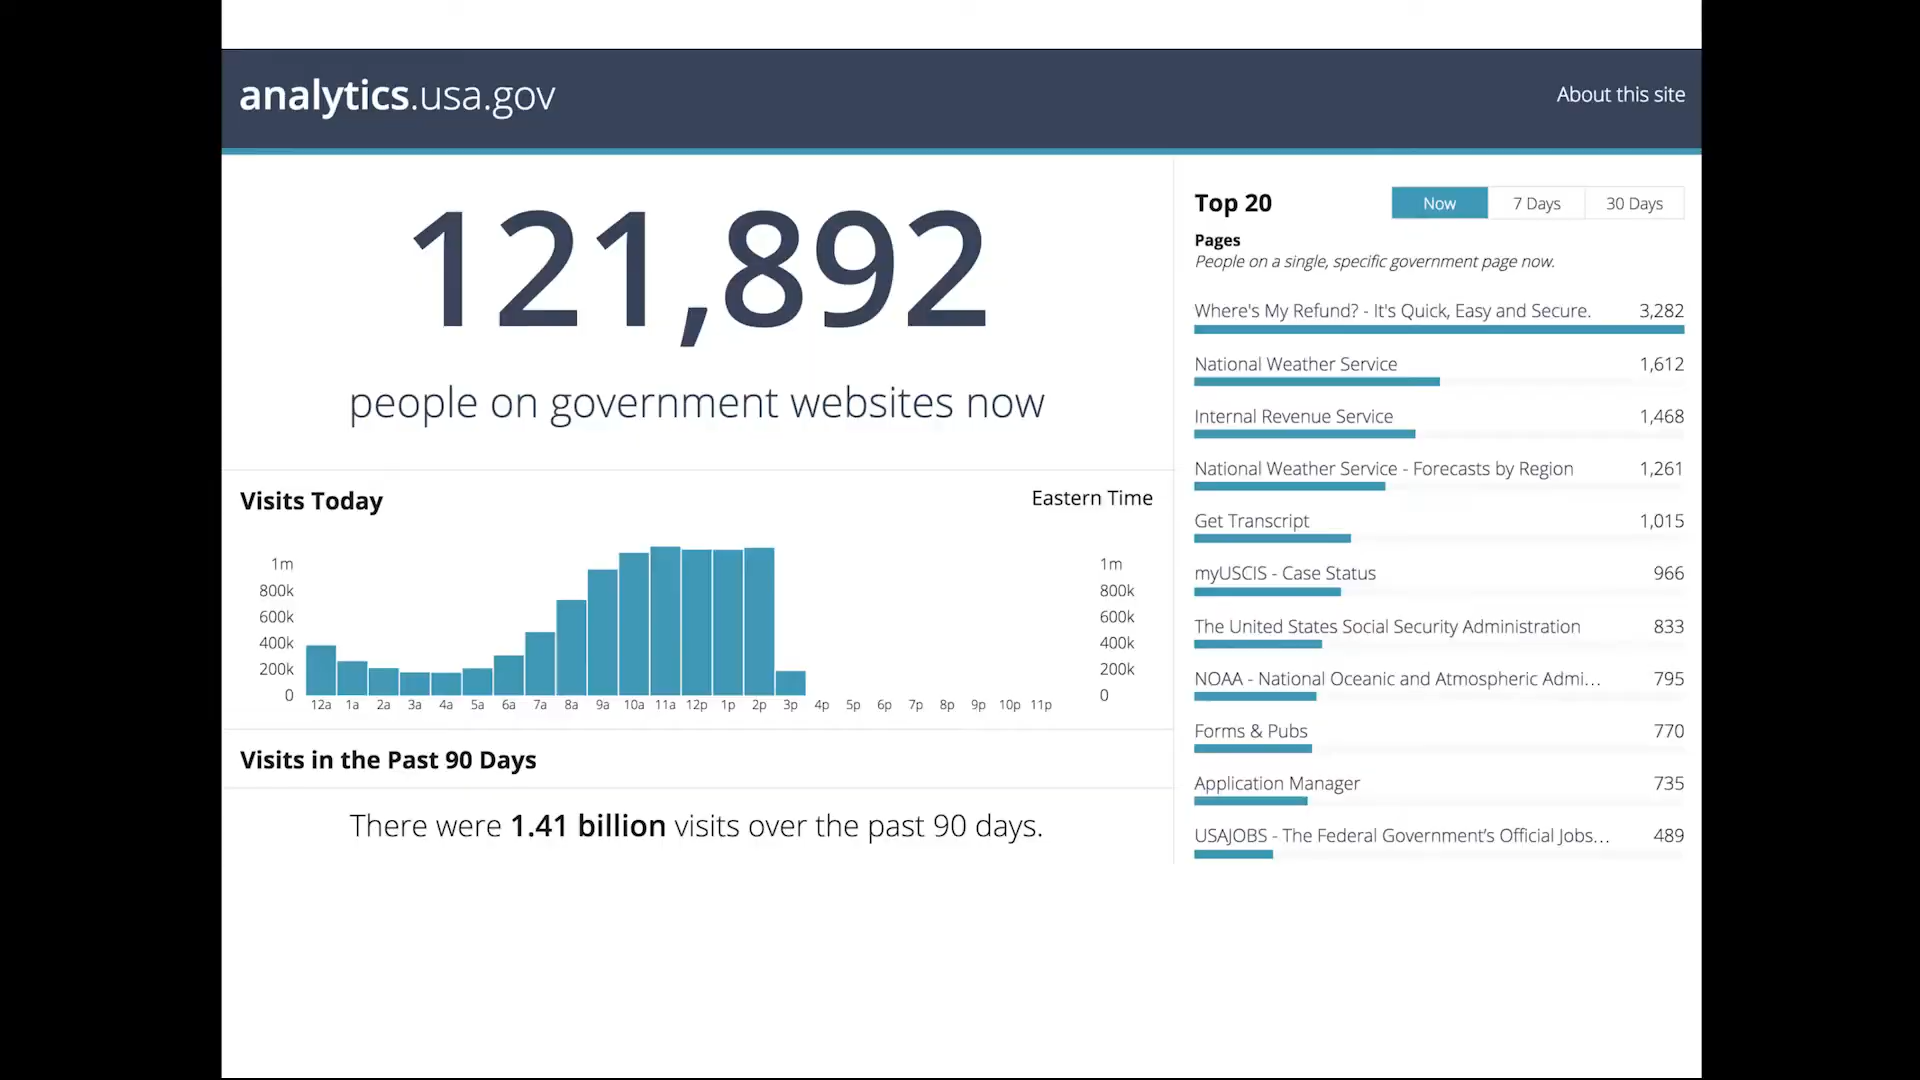 analytics.usa.gov
About this site
121,892
people on government websites now
Visits Today
Eastern Time
1m
800k
600k
400k
200k
0
1m
800k
600k
400k
200k
0
12a 1a 2a 3a 4a 5a 6a 7a 8a 9a 10a 11a 12p 1p 2p 3p 4p 5p 6p 7p 8p 9p 10p 11p
Visits in the Past 90 Days
There were 1.41 billion visits over the past 90 days.
Top 20
Now 7 Days 30 Days
Pages
People on a single, specific government page now.
Where's My Refund? - It's Quick, Easy and Secure. 3,282
National Weather Service 1,612
Internal Revenue Service 1,468
National Weather Service - Forecasts by Region 1,261
Get Transcript 1,015
myUSCIS - Case Status 966
The United States Social Security Administration 833
NOAA - National Oceanic and Atmospheric Admi... 795
Forms & Pubs 770
Application Manager 735
USAJOBS - The Federal Government’s Official Jobs... 489